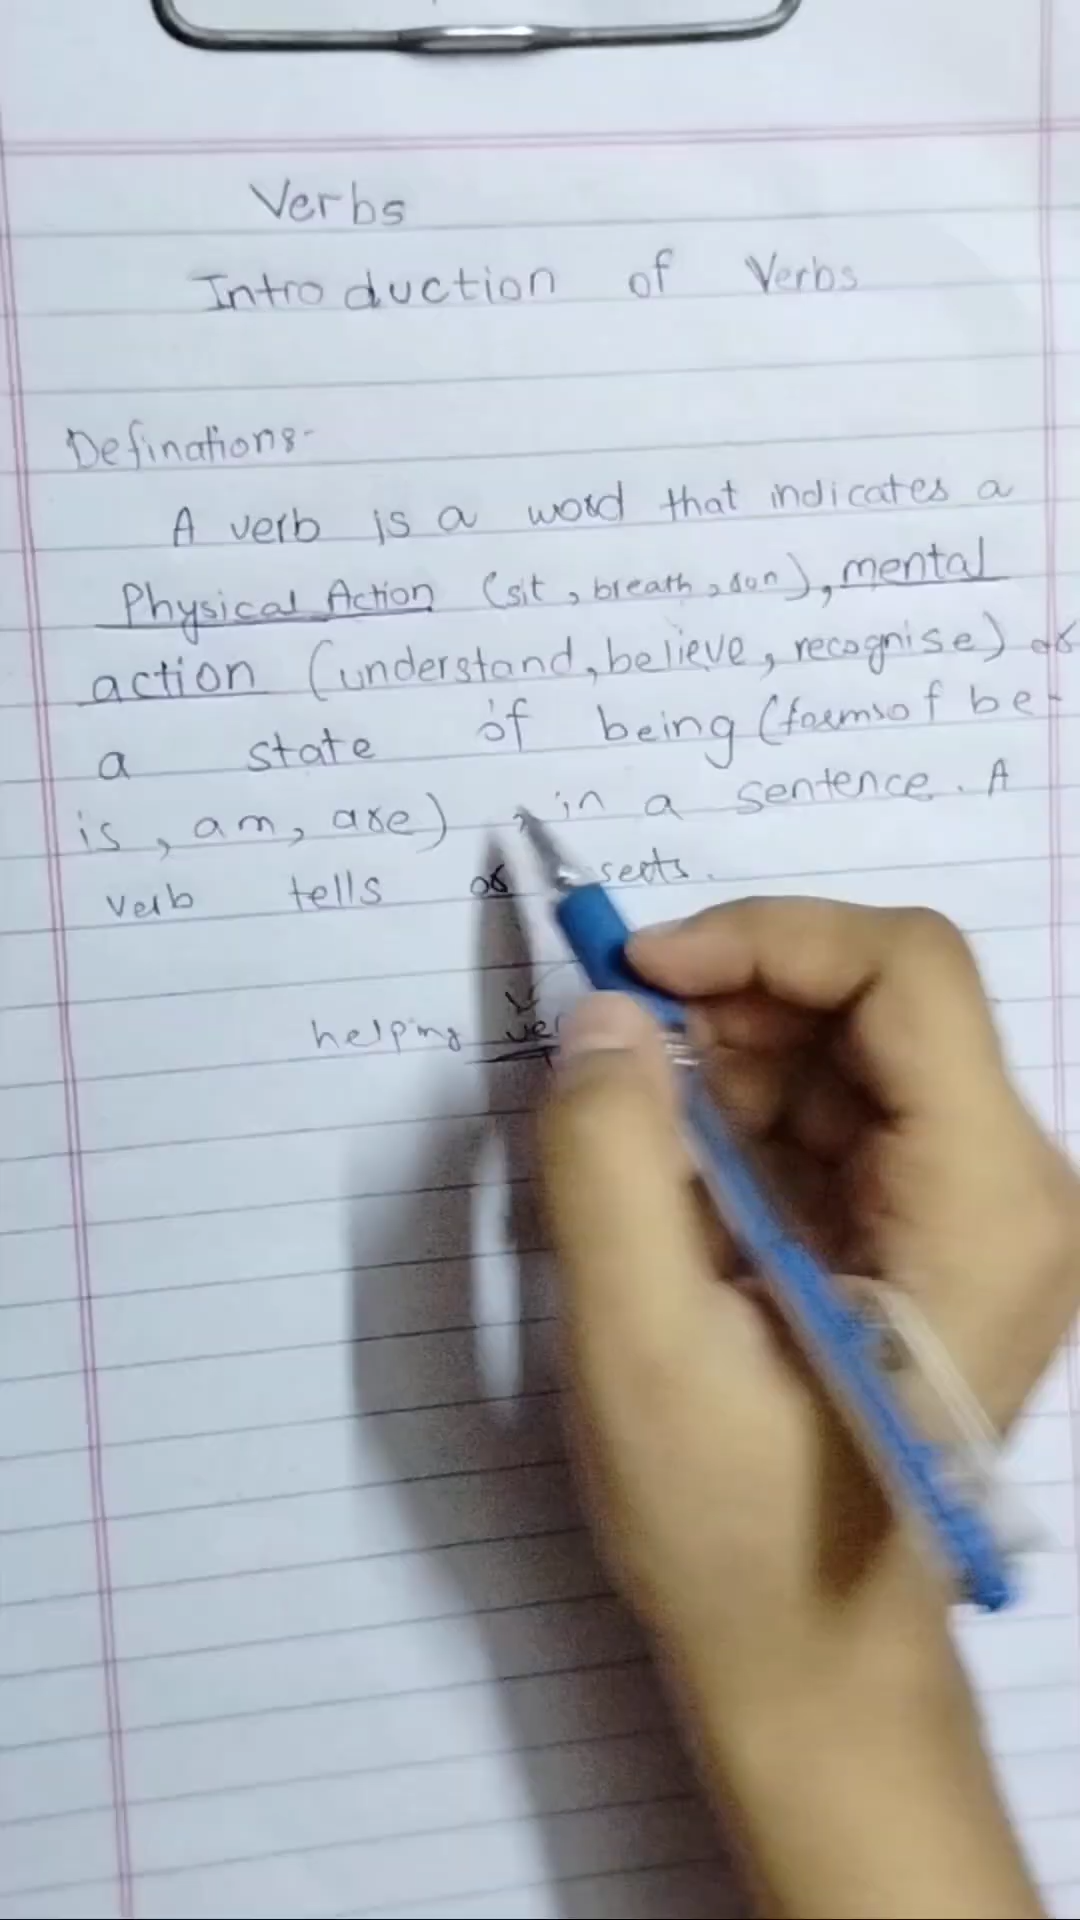 Verbs
Introduction of Verbs
Definations-
A verb is a word that indicates a
Physical Action (sit, breath, run), mental
action (understand, believe, recognise) or
a state of being (forms of be-
is, am, are) , in a sentence. A
verb tells or
helping